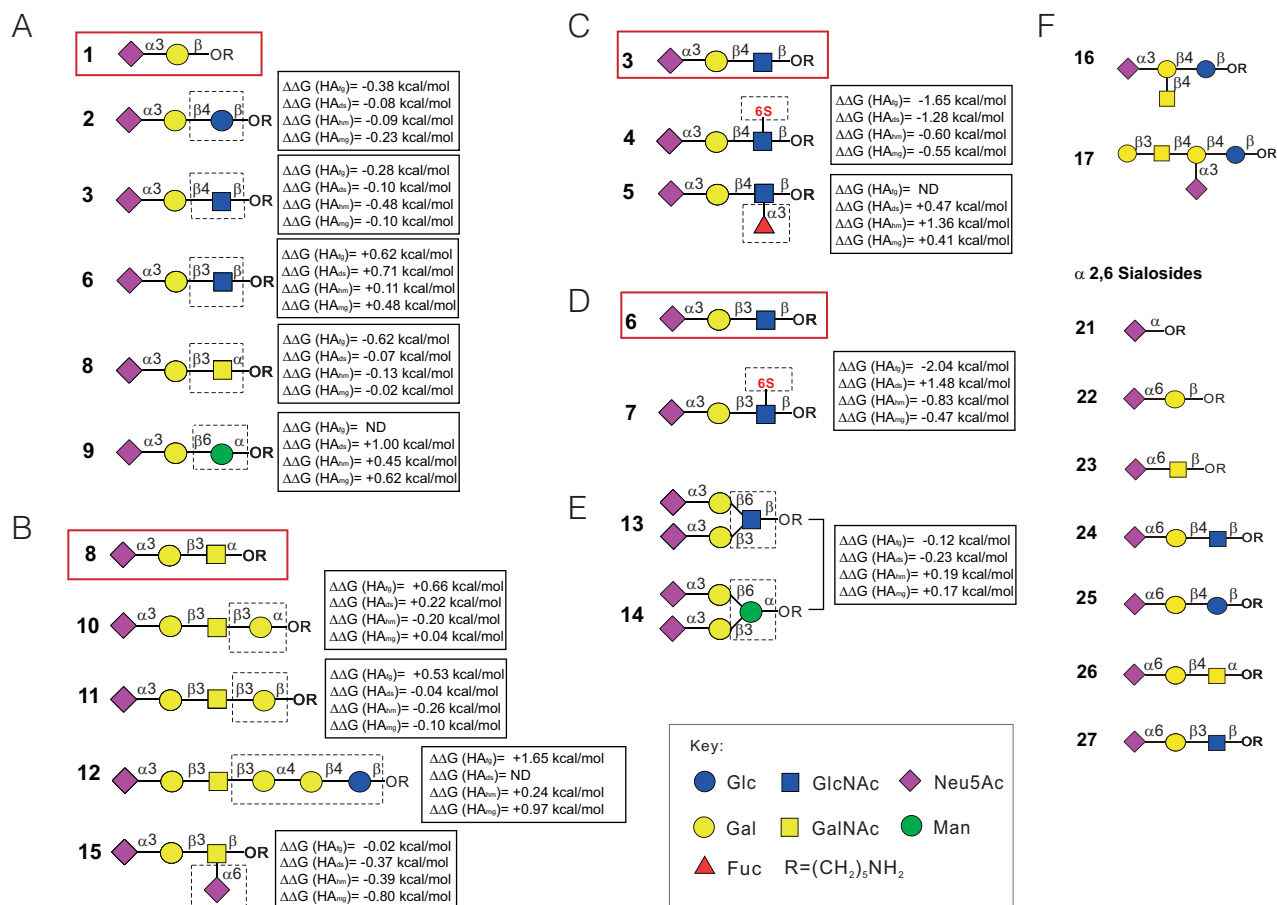 A
1 α3 β OR
2 α3 β4 β OR
ΔΔG (HAfg)= -0.38 kcal/mol
ΔΔG (HAds)= -0.08 kcal/mol
ΔΔG (HAhm)= -0.09 kcal/mol
ΔΔG (HAmg)= -0.23 kcal/mol
3 α3 β4 β OR
ΔΔG (HAfg)= -0.28 kcal/mol
ΔΔG (HAds)= -0.10 kcal/mol
ΔΔG (HAhm)= -0.48 kcal/mol
ΔΔG (HAmg)= -0.10 kcal/mol
6 α3 β3 β OR
ΔΔG (HAfg)= +0.62 kcal/mol
ΔΔG (HAds)= +0.71 kcal/mol
ΔΔG (HAhm)= +0.11 kcal/mol
ΔΔG (HAmg)= +0.48 kcal/mol
8 α3 β3 α OR
ΔΔG (HAfg)= -0.62 kcal/mol
ΔΔG (HAds)= -0.07 kcal/mol
ΔΔG (HAhm)= -0.13 kcal/mol
ΔΔG (HAmg)= -0.02 kcal/mol
9 α3 β6 α OR
ΔΔG (HAfg)= ND
ΔΔG (HAds)= +1.00 kcal/mol
ΔΔG (HAhm)= +0.45 kcal/mol
ΔΔG (HAmg)= +0.62 kcal/mol
B
8 α3 β3 α OR
10 α3 β3 β3 α OR
ΔΔG (HAfg)= +0.66 kcal/mol
ΔΔG (HAds)= +0.22 kcal/mol
ΔΔG (HAhm)= -0.20 kcal/mol
ΔΔG (HAmg)= +0.04 kcal/mol
11 α3 β3 β3 β OR
ΔΔG (HAfg)= +0.53 kcal/mol
ΔΔG (HAds)= -0.04 kcal/mol
ΔΔG (HAhm)= -0.26 kcal/mol
ΔΔG (HAmg)= -0.10 kcal/mol
12 α3 β3 β3 α4 β4 β OR
ΔΔG (HAfg)= +1.65 kcal/mol
ΔΔG (HAds)= ND
ΔΔG (HAhm)= +0.24 kcal/mol
ΔΔG (HAmg)= +0.97 kcal/mol
15 α3 β3 β OR
α6
ΔΔG (HAfg)= -0.02 kcal/mol
ΔΔG (HAds)= -0.37 kcal/mol
ΔΔG (HAhm)= -0.39 kcal/mol
ΔΔG (HAmg)= -0.80 kcal/mol
C
3 α3 β4 β OR
6S
4 α3 β4 β OR
ΔΔG (HAfg)= -1.65 kcal/mol
ΔΔG (HAds)= -1.28 kcal/mol
ΔΔG (HAhm)= -0.60 kcal/mol
ΔΔG (HAmg)= -0.55 kcal/mol
5 α3 β4 β OR
α3
ΔΔG (HAfg)= ND
ΔΔG (HAds)= +0.47 kcal/mol
ΔΔG (HAhm)= +1.36 kcal/mol
ΔΔG (HAmg)= +0.41 kcal/mol
D
6 α3 β3 β OR
6S
7 α3 β3 β OR
ΔΔG (HAfg)= -2.04 kcal/mol
ΔΔG (HAds)= +1.48 kcal/mol
ΔΔG (HAhm)= -0.83 kcal/mol
ΔΔG (HAmg)= -0.47 kcal/mol
E
α3 β6
13 β OR
α3 β3
α3 β6
14 α OR
α3 β3
ΔΔG (HAfg)= -0.12 kcal/mol
ΔΔG (HAds)= -0.23 kcal/mol
ΔΔG (HAhm)= +0.19 kcal/mol
ΔΔG (HAmg)= +0.17 kcal/mol
Key:
Glc GlcNAc Neu5Ac
Gal GalNAc Man
Fuc R=(CH2)5NH2
F
16 α3 β4 β OR
β4
17 β3 β4 β4 β OR
α3
α 2,6 Sialosides
21 α OR
22 α6 β OR
23 α6 β OR
24 α6 β4 β OR
25 α6 β4 β OR
26 α6 β4 α OR
27 α6 β3 β OR